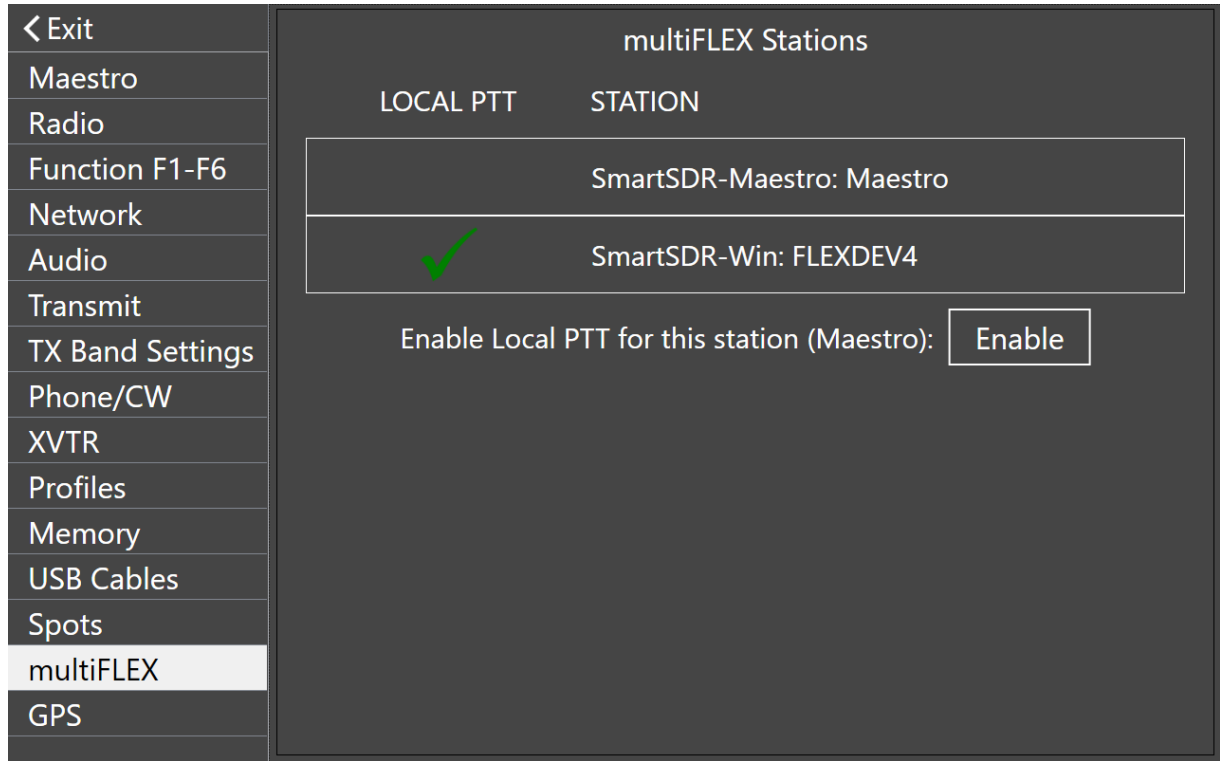 Exit
Maestro
Radio
Function F1-F6
Network
Audio
Transmit
TX Band Settings
Phone/CW
XVTR
Profiles
Memory
USB Cables
Spots
multiFLEX
GPS
multiFLEX Stations
LOCAL PTT STATION
SmartSDR-Maestro: Maestro
SmartSDR-Win: FLEXDEV4
Enable Local PTT for this station (Maestro): Enable